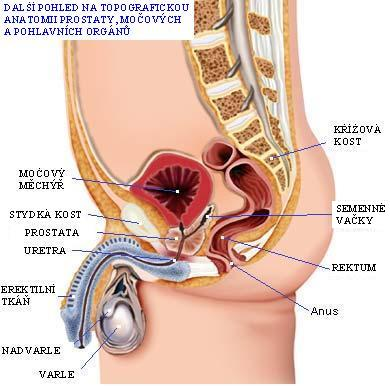 DALŠÍ POHLED NA TOPOGRAFICKOU
ANATOMII PROSTATY, MOČOVÝCH
A POHLAVNÍCH ORGÁNŮ
KŘÍŽOVÁ
KOST
MOČOVÝ
MĚCHÝŘ
STYDKÁ KOST
PROSTATA
URETRA
SEMENNÉ
VAČKY
REKTUM
EREKTILNÍ
TKÁŇ
Anus
NADVARLE
VARLE